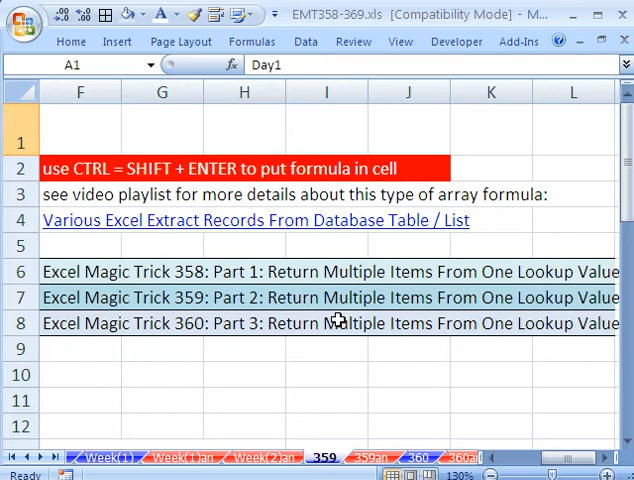 EMT358-369.xls [Compatibility Mode] - M...
Home Insert Page Layout Formulas Data Review View Developer Add-Ins
A1 fx Day1
F G H I J K L
1
2 use CTRL = SHIFT + ENTER to put formula in cell
3 see video playlist for more details about this type of array formula:
4 Various Excel Extract Records From Database Table / List
5
6 Excel Magic Trick 358: Part 1: Return Multiple Items From One Lookup Value
7 Excel Magic Trick 359: Part 2: Return Multiple Items From One Lookup Value
8 Excel Magic Trick 360: Part 3: Return Multiple Items From One Lookup Value
9
10
11
12
Week(1) Week(1)an Week(2)an 359 359an 360 360a
Ready 130%